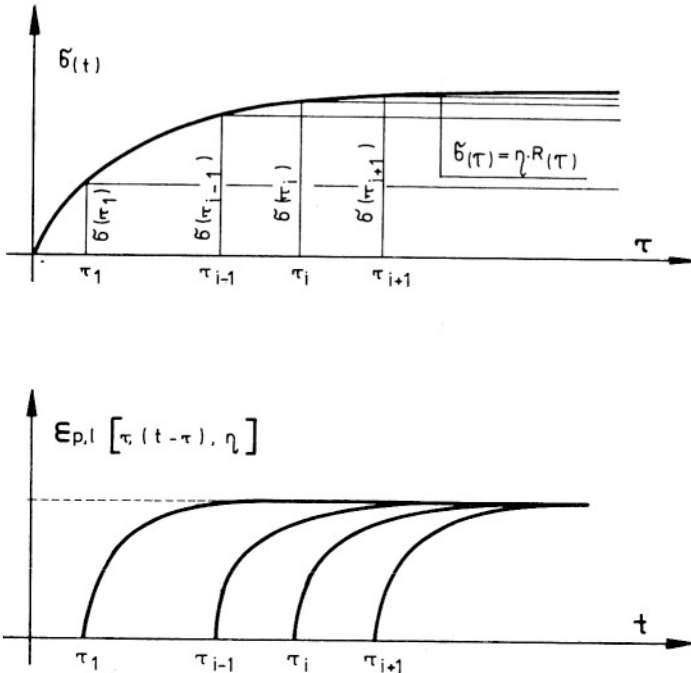 σ(t)
σ(τ₁)
σ(τᵢ₋₁)
σ(τᵢ)
σ(τᵢ₊₁)
σ(τ) = η·R(τ)
τ
τ₁ τᵢ₋₁ τᵢ τᵢ₊₁
εp,l [τ, (t-τ), η]
t
τ₁ τᵢ₋₁ τᵢ τᵢ₊₁